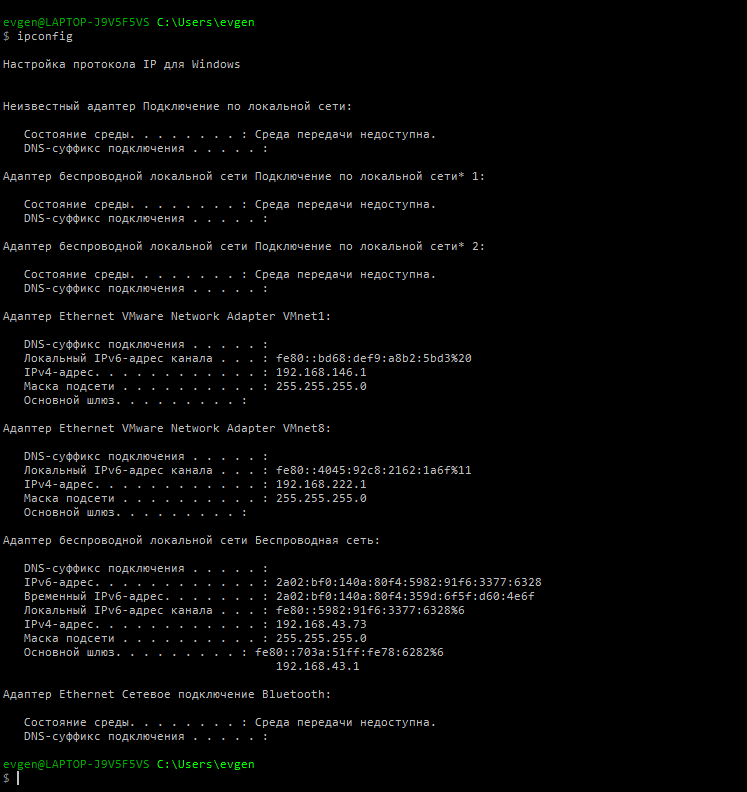 evgen@LAPTOP-J9V5F5VS C:\Users\evgen
$ ipconfig
Настройка протокола IP для Windows
Неизвестный адаптер Подключение по локальной сети:
Состояние среды. . . . . . . . : Среда передачи недоступна.
DNS-суффикс подключения . . . . . :
Адаптер беспроводной локальной сети Подключение по локальной сети* 1:
Состояние среды. . . . . . . . : Среда передачи недоступна.
DNS-суффикс подключения . . . . . :
Адаптер беспроводной локальной сети Подключение по локальной сети* 2:
Состояние среды. . . . . . . . : Среда передачи недоступна.
DNS-суффикс подключения . . . . . :
Адаптер Ethernet VMware Network Adapter VMnet1:
DNS-суффикс подключения . . . . . :
Локальный IPv6-адрес канала . . . : fe80::bd68:def9:a8b2:5bd3%20
IPv4-адрес. . . . . . . . . . . . : 192.168.146.1
Маска подсети . . . . . . . . . . : 255.255.255.0
Основной шлюз. . . . . . . . . :
Адаптер Ethernet VMware Network Adapter VMnet8:
DNS-суффикс подключения . . . . . :
Локальный IPv6-адрес канала . . . : fe80::4045:92c8:2162:1a6f%11
IPv4-адрес. . . . . . . . . . . . : 192.168.222.1
Маска подсети . . . . . . . . . . : 255.255.255.0
Основной шлюз. . . . . . . . . :
Адаптер беспроводной локальной сети Беспроводная сеть:
DNS-суффикс подключения . . . . . :
IPv6-адрес. . . . . . . . . . . . : 2a02:bf0:140a:80f4:5982:91f6:3377:6328
Временный IPv6-адрес. . . . . . . : 2a02:bf0:140a:80f4:359d:6f5f:d60:4e6f
Локальный IPv6-адрес канала . . . : fe80::5982:91f6:3377:6328%6
IPv4-адрес. . . . . . . . . . . . : 192.168.43.73
Маска подсети . . . . . . . . . . : 255.255.255.0
Основной шлюз. . . . . . . . . : fe80::703a:51ff:fe78:6282%6
192.168.43.1
Адаптер Ethernet Сетевое подключение Bluetooth:
Состояние среды. . . . . . . . : Среда передачи недоступна.
DNS-суффикс подключения . . . . . :
evgen@LAPTOP-J9V5F5VS C:\Users\evgen
$